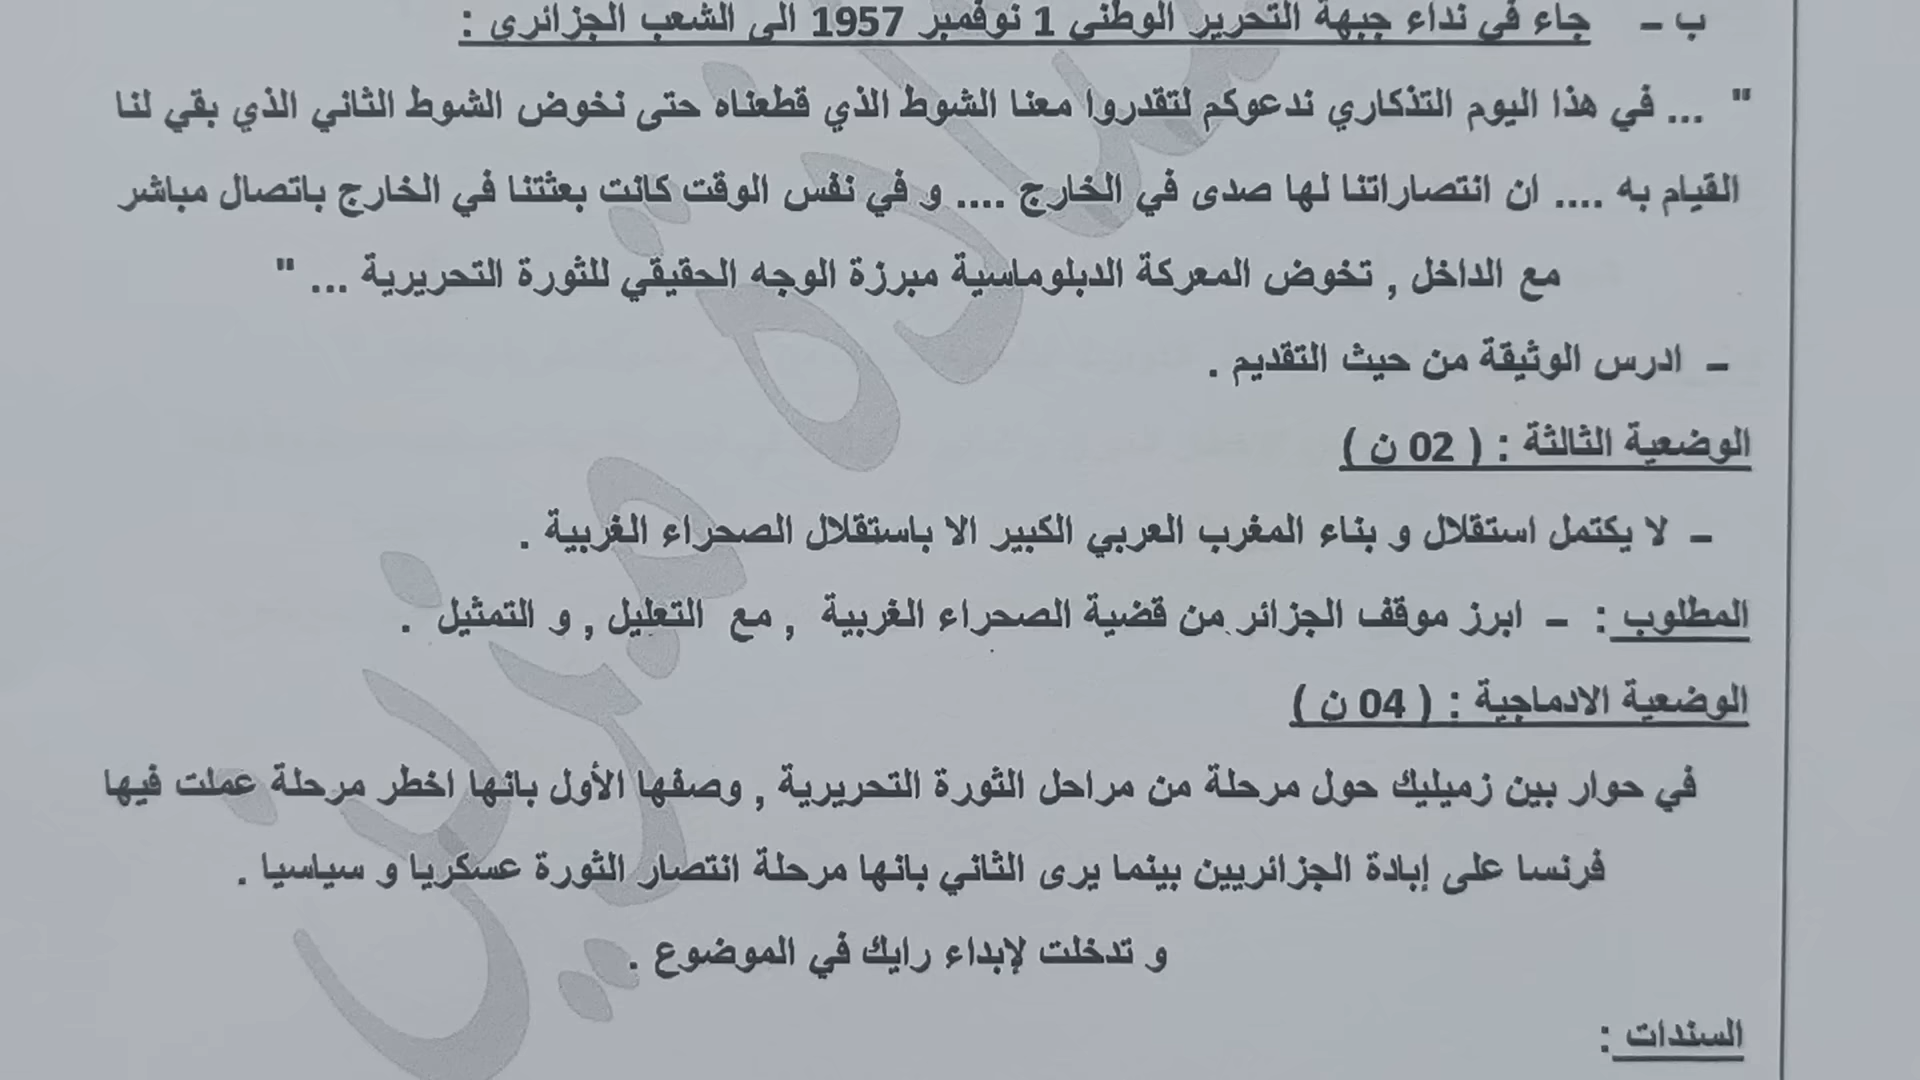 ب - جاء في نداء جبهة التحرير الوطني 1 نوفمبر 1957 الى الشعب الجزائري :
" ... في هذا اليوم التذكاري ندعوكم لتقدروا معنا الشوط الذي قطعناه حتى نخوض الشوط الثاني الذي بقي لنا
القيام به .... ان انتصاراتنا لها صدى في الخارج .... و في نفس الوقت كانت بعثتنا في الخارج باتصال مباشر
مع الداخل , تخوض المعركة الدبلوماسية مبرزة الوجه الحقيقي للثورة التحريرية ... "
- ادرس الوثيقة من حيث التقديم .
الوضعية الثالثة : ( 02 ن )
- لا يكتمل استقلال و بناء المغرب العربي الكبير الا باستقلال الصحراء الغربية .
المطلوب : - ابرز موقف الجزائر من قضية الصحراء الغربية , مع التعليل , و التمثيل .
الوضعية الادماجية : ( 04 ن )
في حوار بين زميليك حول مرحلة من مراحل الثورة التحريرية , وصفها الأول بانها اخطر مرحلة عملت فيها
فرنسا على إبادة الجزائريين بينما يرى الثاني بانها مرحلة انتصار الثورة عسكريا و سياسيا .
و تدخلت لإبداء رايك في الموضوع .
السندات :